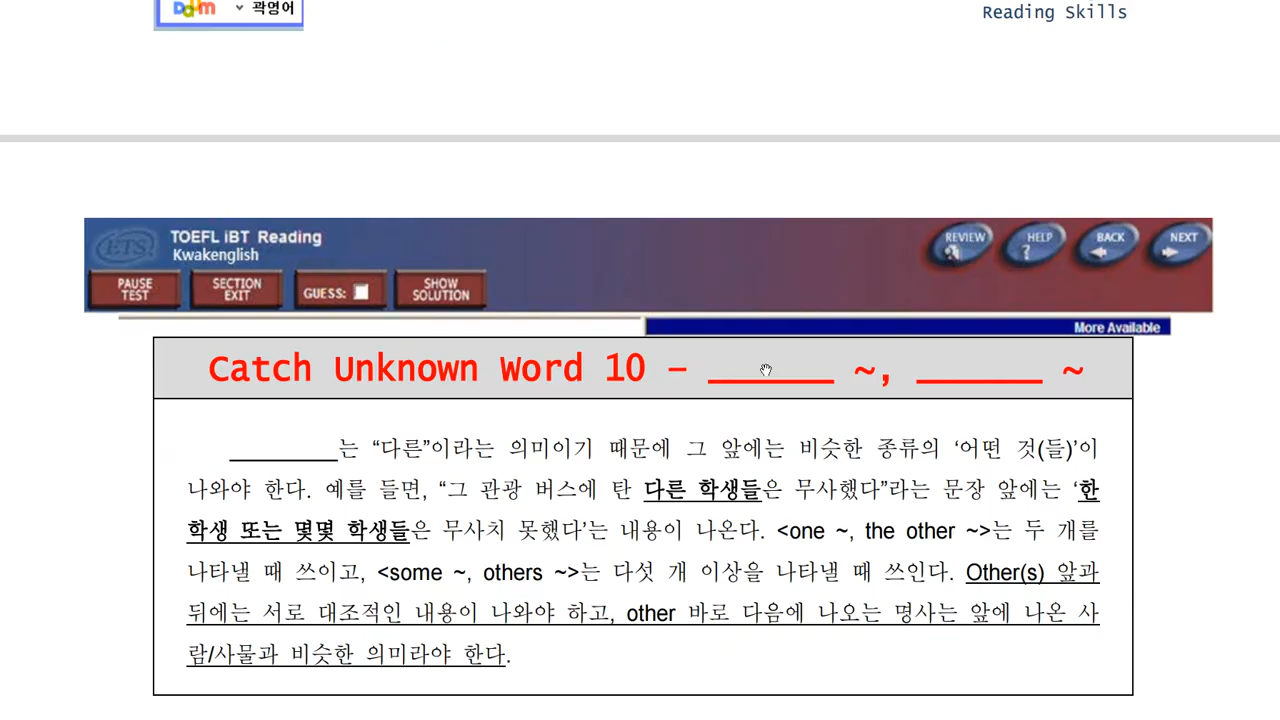 Daum 곽영어
Reading Skills
ETS TOEFL iBT Reading
Kwakenglish
REVIEW HELP BACK NEXT
PAUSE TEST SECTION EXIT GUESS: SHOW SOLUTION
More Available
Catch Unknown Word 10 – ______ ~, ______ ~
_________는 “다른”이라는 의미이기 때문에 그 앞에는 비슷한 종류의 ‘어떤 것(들)’이
나와야 한다. 예를 들면, “그 관광 버스에 탄 다른 학생들은 무사했다”라는 문장 앞에는 ‘한
학생 또는 몇몇 학생들은 무사치 못했다’는 내용이 나온다. <one ~, the other ~>는 두 개를
나타낼 때 쓰이고, <some ~, others ~>는 다섯 개 이상을 나타낼 때 쓰인다. Other(s) 앞과
뒤에는 서로 대조적인 내용이 나와야 하고, other 바로 다음에 나오는 명사는 앞에 나온 사
람/사물과 비슷한 의미라야 한다.